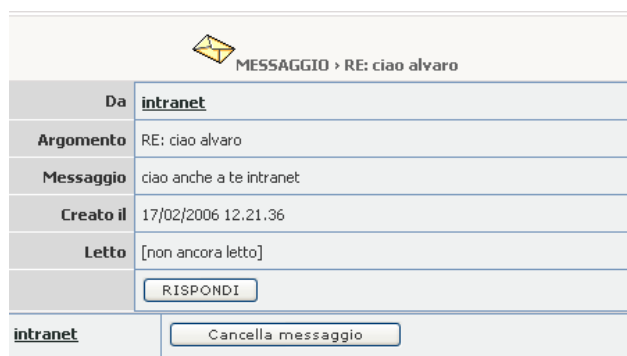 MESSAGGIO › RE: ciao alvaro
Da intranet
Argomento RE: ciao alvaro
Messaggio ciao anche a te intranet
Creato il 17/02/2006 12.21.36
Letto [non ancora letto]
RISPONDI
intranet Cancella messaggio